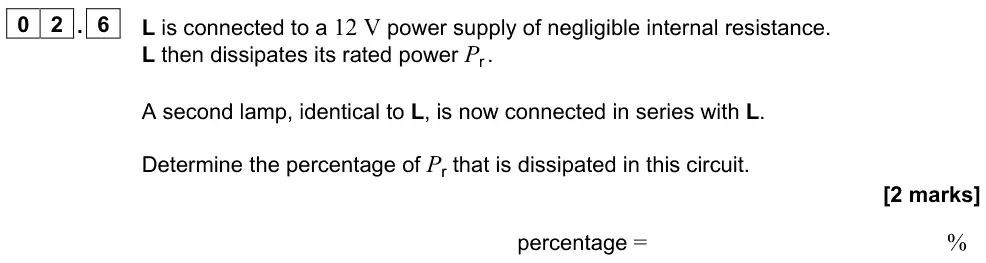 0 2 . 6 L is connected to a 12 V power supply of negligible internal resistance.
L then dissipates its rated power Pr.
A second lamp, identical to L, is now connected in series with L.
Determine the percentage of Pr that is dissipated in this circuit.
[2 marks]
percentage = %